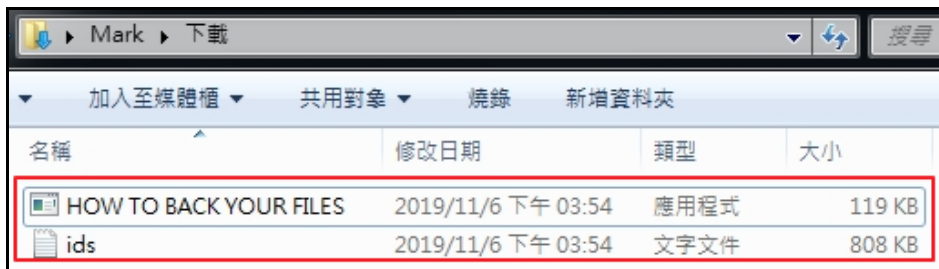 Mark 下載 搜尋
加入至媒體櫃 共用對象 燒錄 新增資料夾
名稱 修改日期 類型 大小
HOW TO BACK YOUR FILES 2019/11/6 下午 03:54 應用程式 119 KB
ids 2019/11/6 下午 03:54 文字文件 808 KB